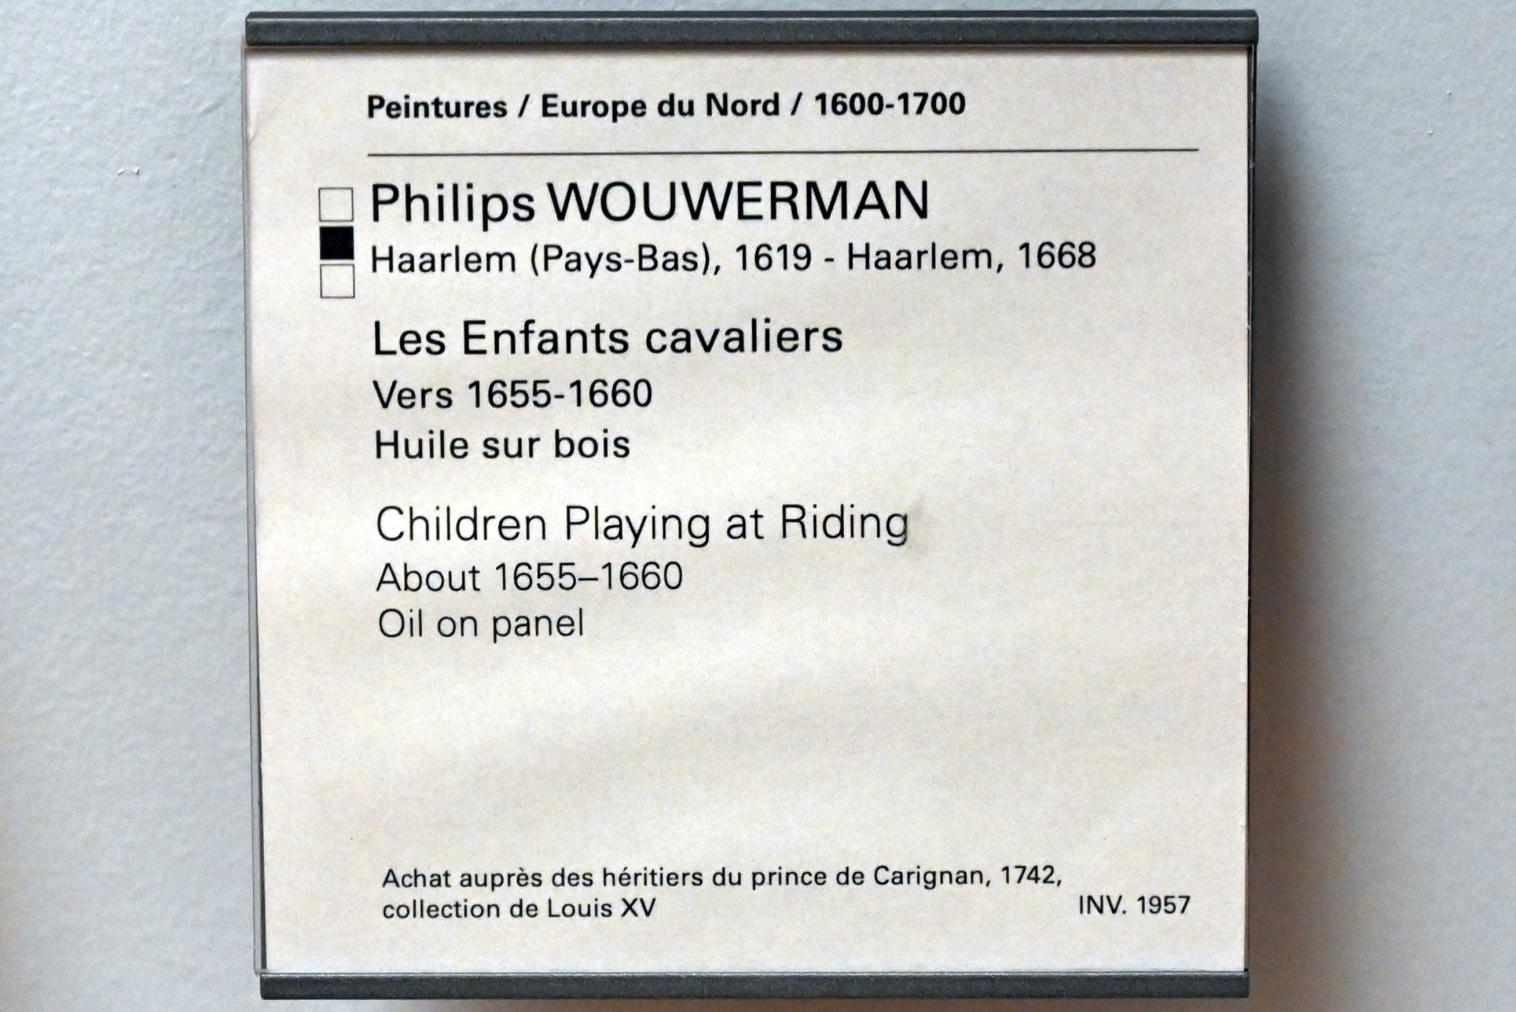 Peintures / Europe du Nord / 1600-1700
Philips WOUWERMAN
Haarlem (Pays-Bas), 1619 - Haarlem, 1668
Les Enfants cavaliers
Vers 1655-1660
Huile sur bois
Children Playing at Riding
About 1655–1660
Oil on panel
Achat auprès des héritiers du prince de Carignan, 1742,
collection de Louis XV
INV. 1957